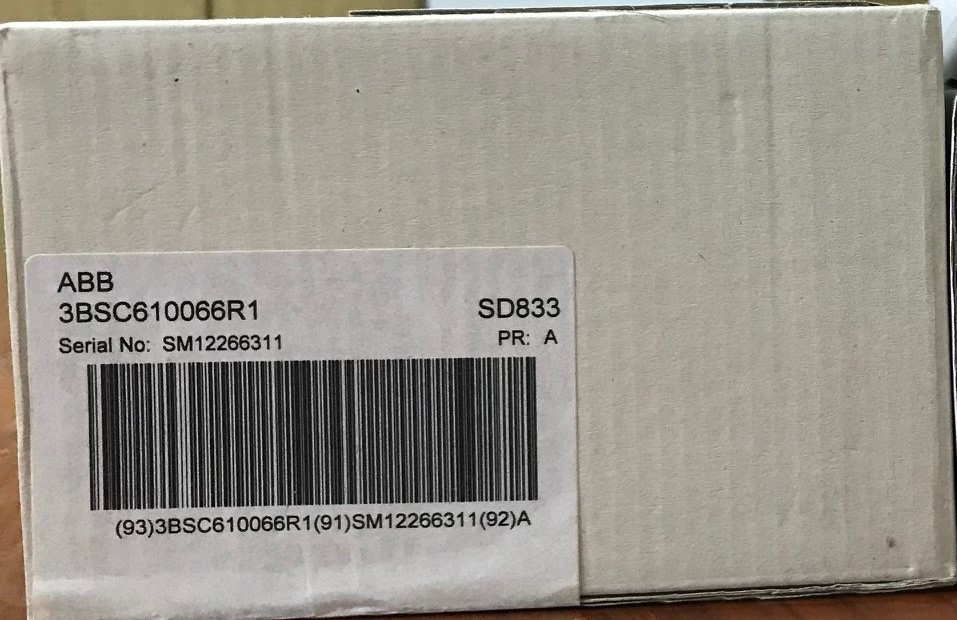 ABB
3BSC610066R1 SD833
Serial No: SM12266311 PR: A
(93)3BSC610066R1(91)SM12266311(92)A